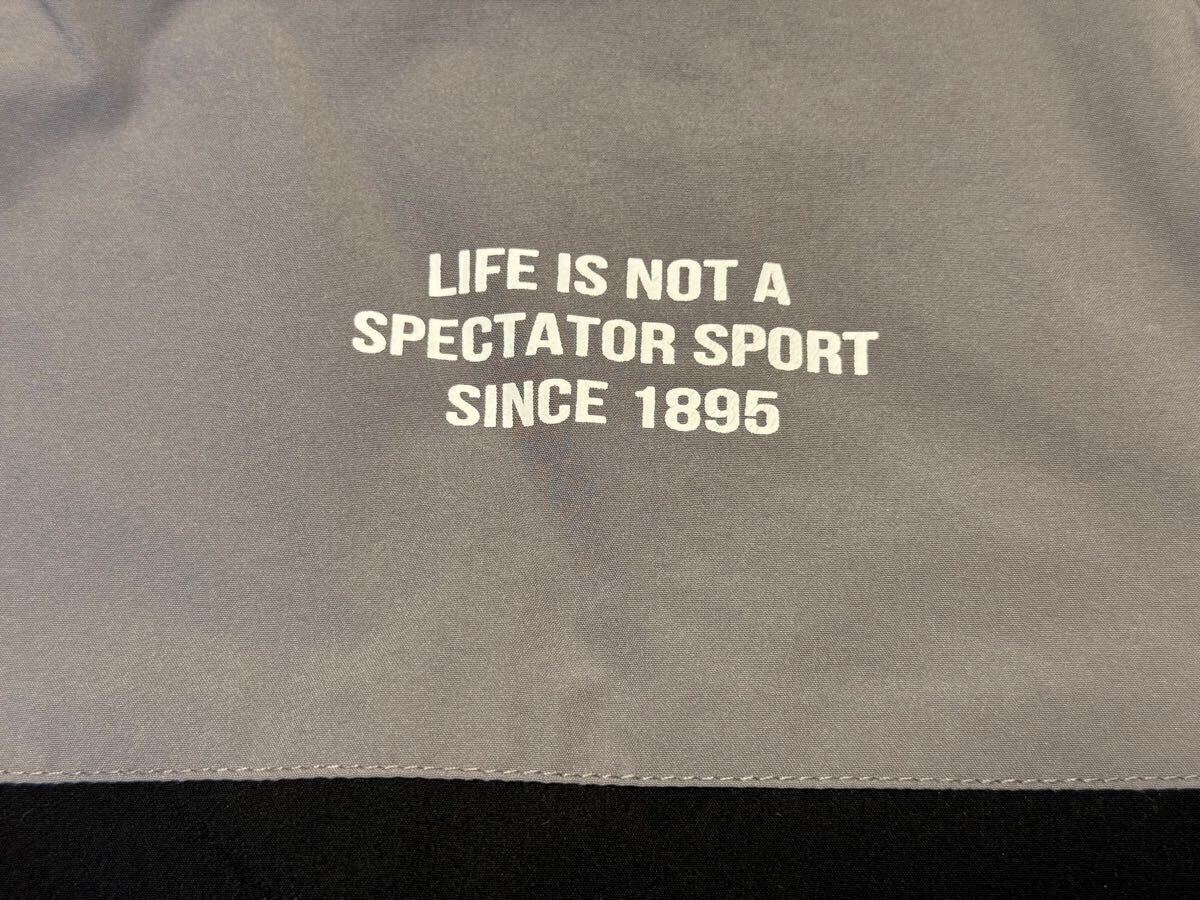 LIFE IS NOT A
SPECTATOR SPORT
SINCE 1895